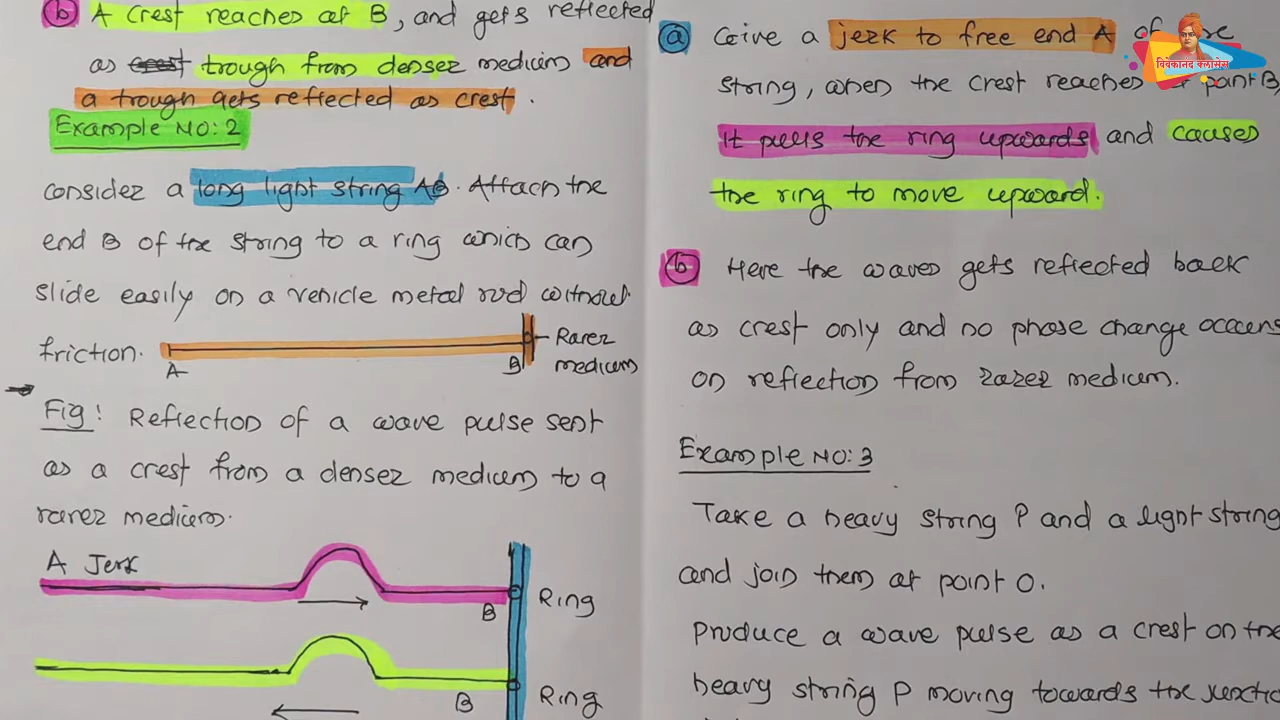 b A crest reaches at B, and gets reflected
as crest trough from denser medium and
a trough gets reflected as crest.
Example NO:2
consider a long light string AB. Attach the
end B of the string to a ring which can
slide easily on a vehicle metal rod without
friction.
A
B
Rarer
medium
Fig: Reflection of a wave pulse sent
as a crest from a denser medium to a
rarer medium.
A Jerk
B
Ring
B
Ring
a Give a jerk to free end A of the
string, when the crest reaches point B,
it pulls the ring upwards and causes
the ring to move upward.
b Here the waves gets reflected back
as crest only and no phase change occurs
on reflection from rarer medium.
Example NO:3
Take a heavy string P and a light string
and join them at point O.
Produce a wave pulse as a crest on the
heavy string P moving towards the junctio
विवेकानंद क्लासेस